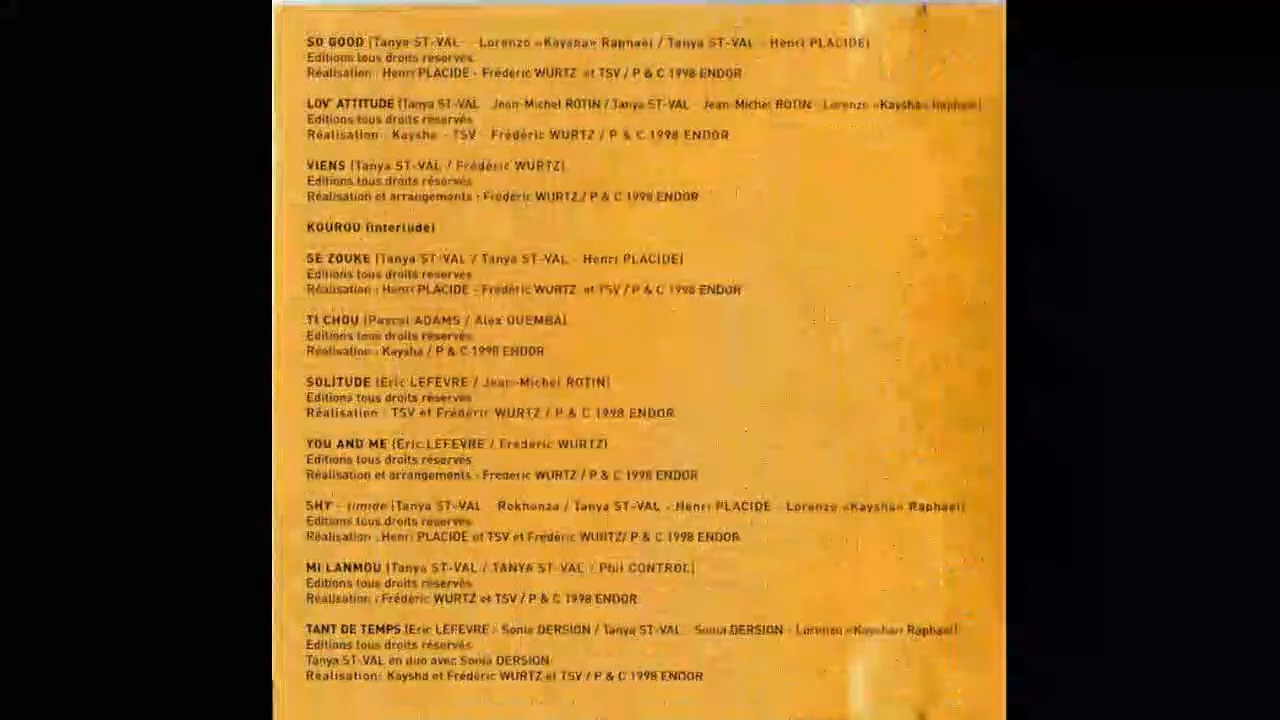 SO GOOD (Tanya ST-VAL - Lorenzo «Kaysha» Raphaël / Tanya ST-VAL - Henri PLACIDE)
Editions tous droits réservés
Réalisation : Henri PLACIDE - Frédéric WURTZ et TSV / P & C 1998 ENDOR
LOV' ATTITUDE (Tanya ST-VAL Jean-Michel ROTIN / Tanya ST-VAL Jean-Michel ROTIN - Lorenzo «Kaysha» Raphaël)
Editions tous droits réservés
Réalisation : Kaysha - TSV - Frédéric WURTZ / P & C 1998 ENDOR
VIENS (Tanya ST-VAL / Frédéric WURTZ)
Editions tous droits réservés
Réalisation et arrangements : Frédéric WURTZ / P & C 1998 ENDOR
KOUROU (interlude)
SE ZOUKE (Tanya ST-VAL / Tanya ST-VAL - Henri PLACIDE)
Editions tous droits réservés
Réalisation : Henri PLACIDE - Frédéric WURTZ et TSV / P & C 1998 ENDOR
TI CHOU (Pascal ADAMS / Alex OUEMBA)
Editions tous droits réservés
Réalisation : Kaysha / P & C 1998 ENDOR
SOLITUDE (Eric LEFEVRE / Jean-Michel ROTIN)
Editions tous droits réservés
Réalisation : TSV et Frédéric WURTZ / P & C 1998 ENDOR
YOU AND ME (Eric LEFEVRE / Frédéric WURTZ)
Editions tous droits réservés
Réalisation et arrangements : Frédéric WURTZ / P & C 1998 ENDOR
SHY - timide (Tanya ST-VAL Rokhenza / Tanya ST-VAL - Henri PLACIDE - Lorenzo «Kaysha» Raphaël)
Editions tous droits réservés
Réalisation : Henri PLACIDE et TSV et Frédéric WURTZ / P & C 1998 ENDOR
MI LANMOU (Tanya ST-VAL / TANYA ST-VAL / Phil CONTROL)
Editions tous droits réservés
Réalisation : Frédéric WURTZ et TSV / P & C 1998 ENDOR
TANT DE TEMPS (Eric LEFEVRE - Sonia DERSION / Tanya ST-VAL - Sonia DERSION - Lorenzo «Kaysha» Raphaël)
Editions tous droits réservés
Tanya ST-VAL en duo avec Sonia DERSION
Réalisation: Kaysha et Frédéric WURTZ et TSV / P & C 1998 ENDOR